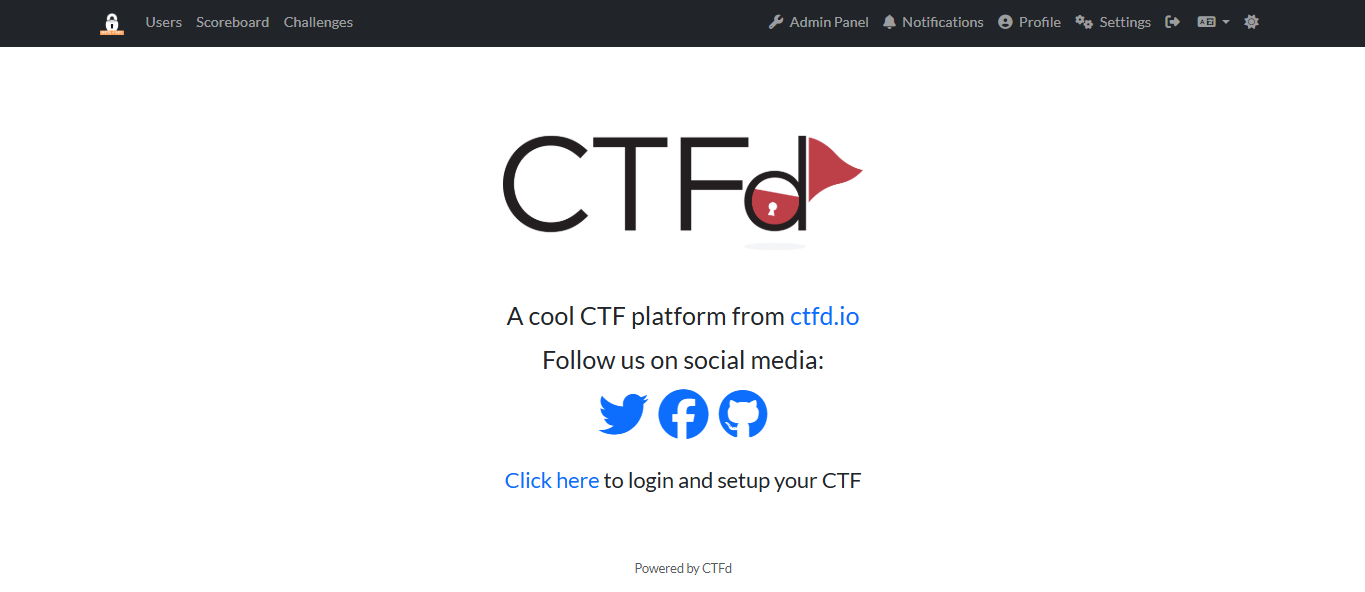 Users Scoreboard Challenges Admin Panel Notifications Profile Settings
CTFd
A cool CTF platform from ctfd.io
Follow us on social media:
Click here to login and setup your CTF
Powered by CTFd